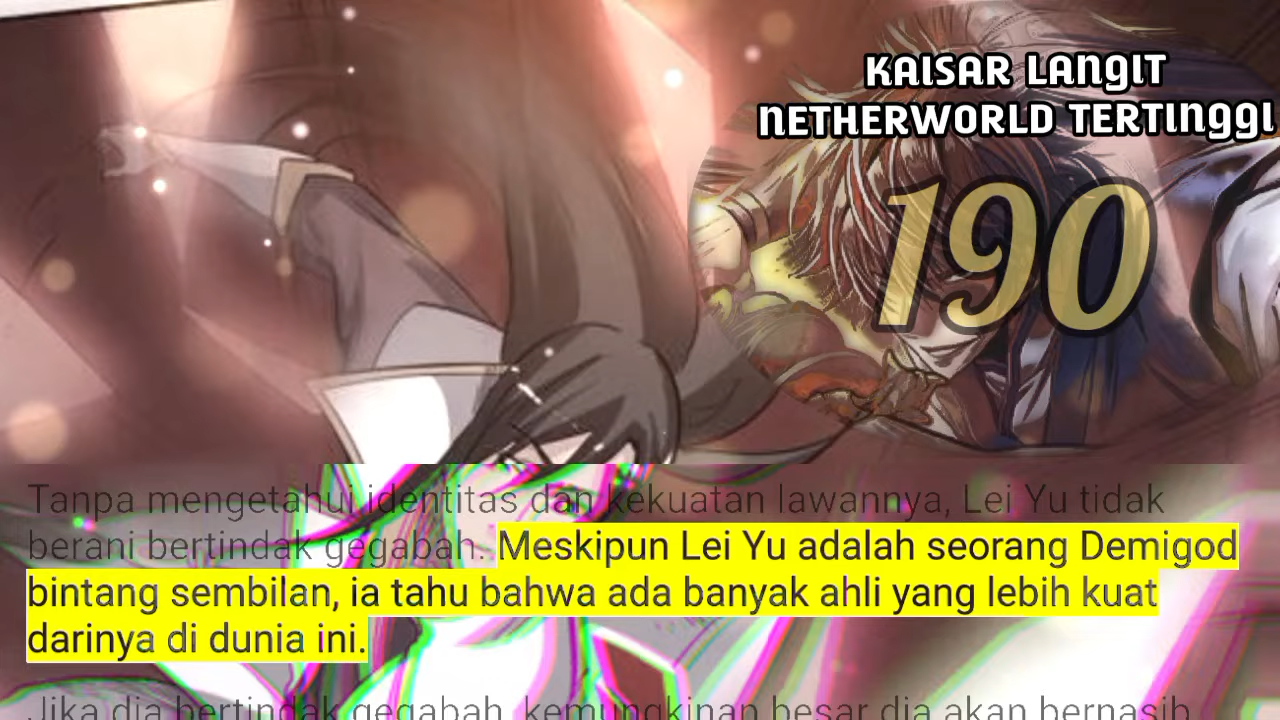 KAISAR LANGIT
NETHERWORLD TERTINGGI
190
Tanpa mengetahui identitas dan kekuatan lawannya, Lei Yu tidak
berani bertindak gegabah. Meskipun Lei Yu adalah seorang Demigod
bintang sembilan, ia tahu bahwa ada banyak ahli yang lebih kuat
darinya di dunia ini.
Jika dia bertindak gegabah, kemungkinan besar dia akan bernasib